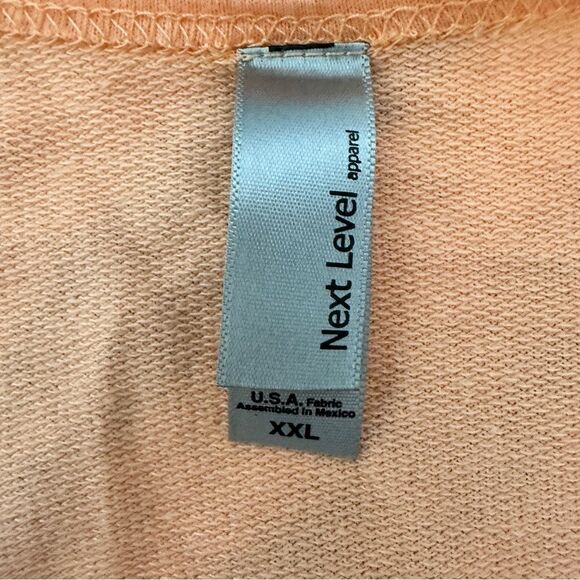 Next Level apparel
U.S.A. Fabric
Assembled in Mexico
XXL